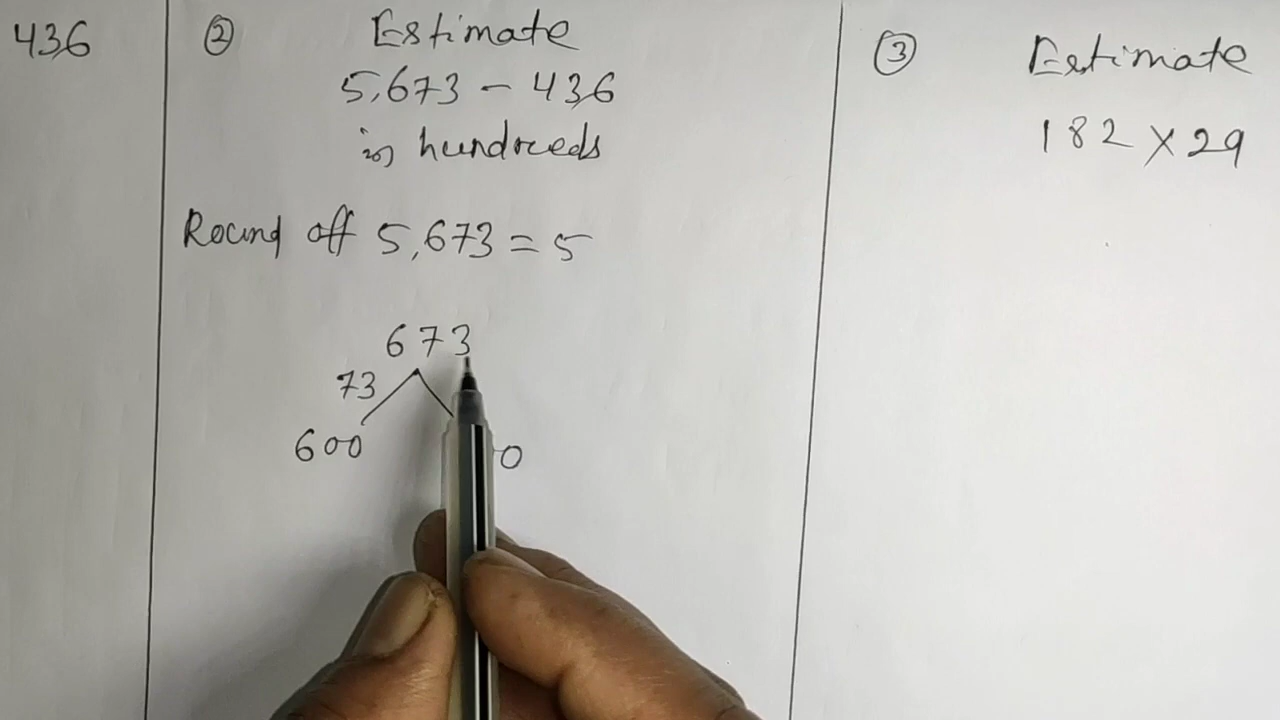 436
② Estimate
5,673 - 436
in hundreds
Round off 5,673 = 5
673
73
600
0
③ Estimate
182 × 29